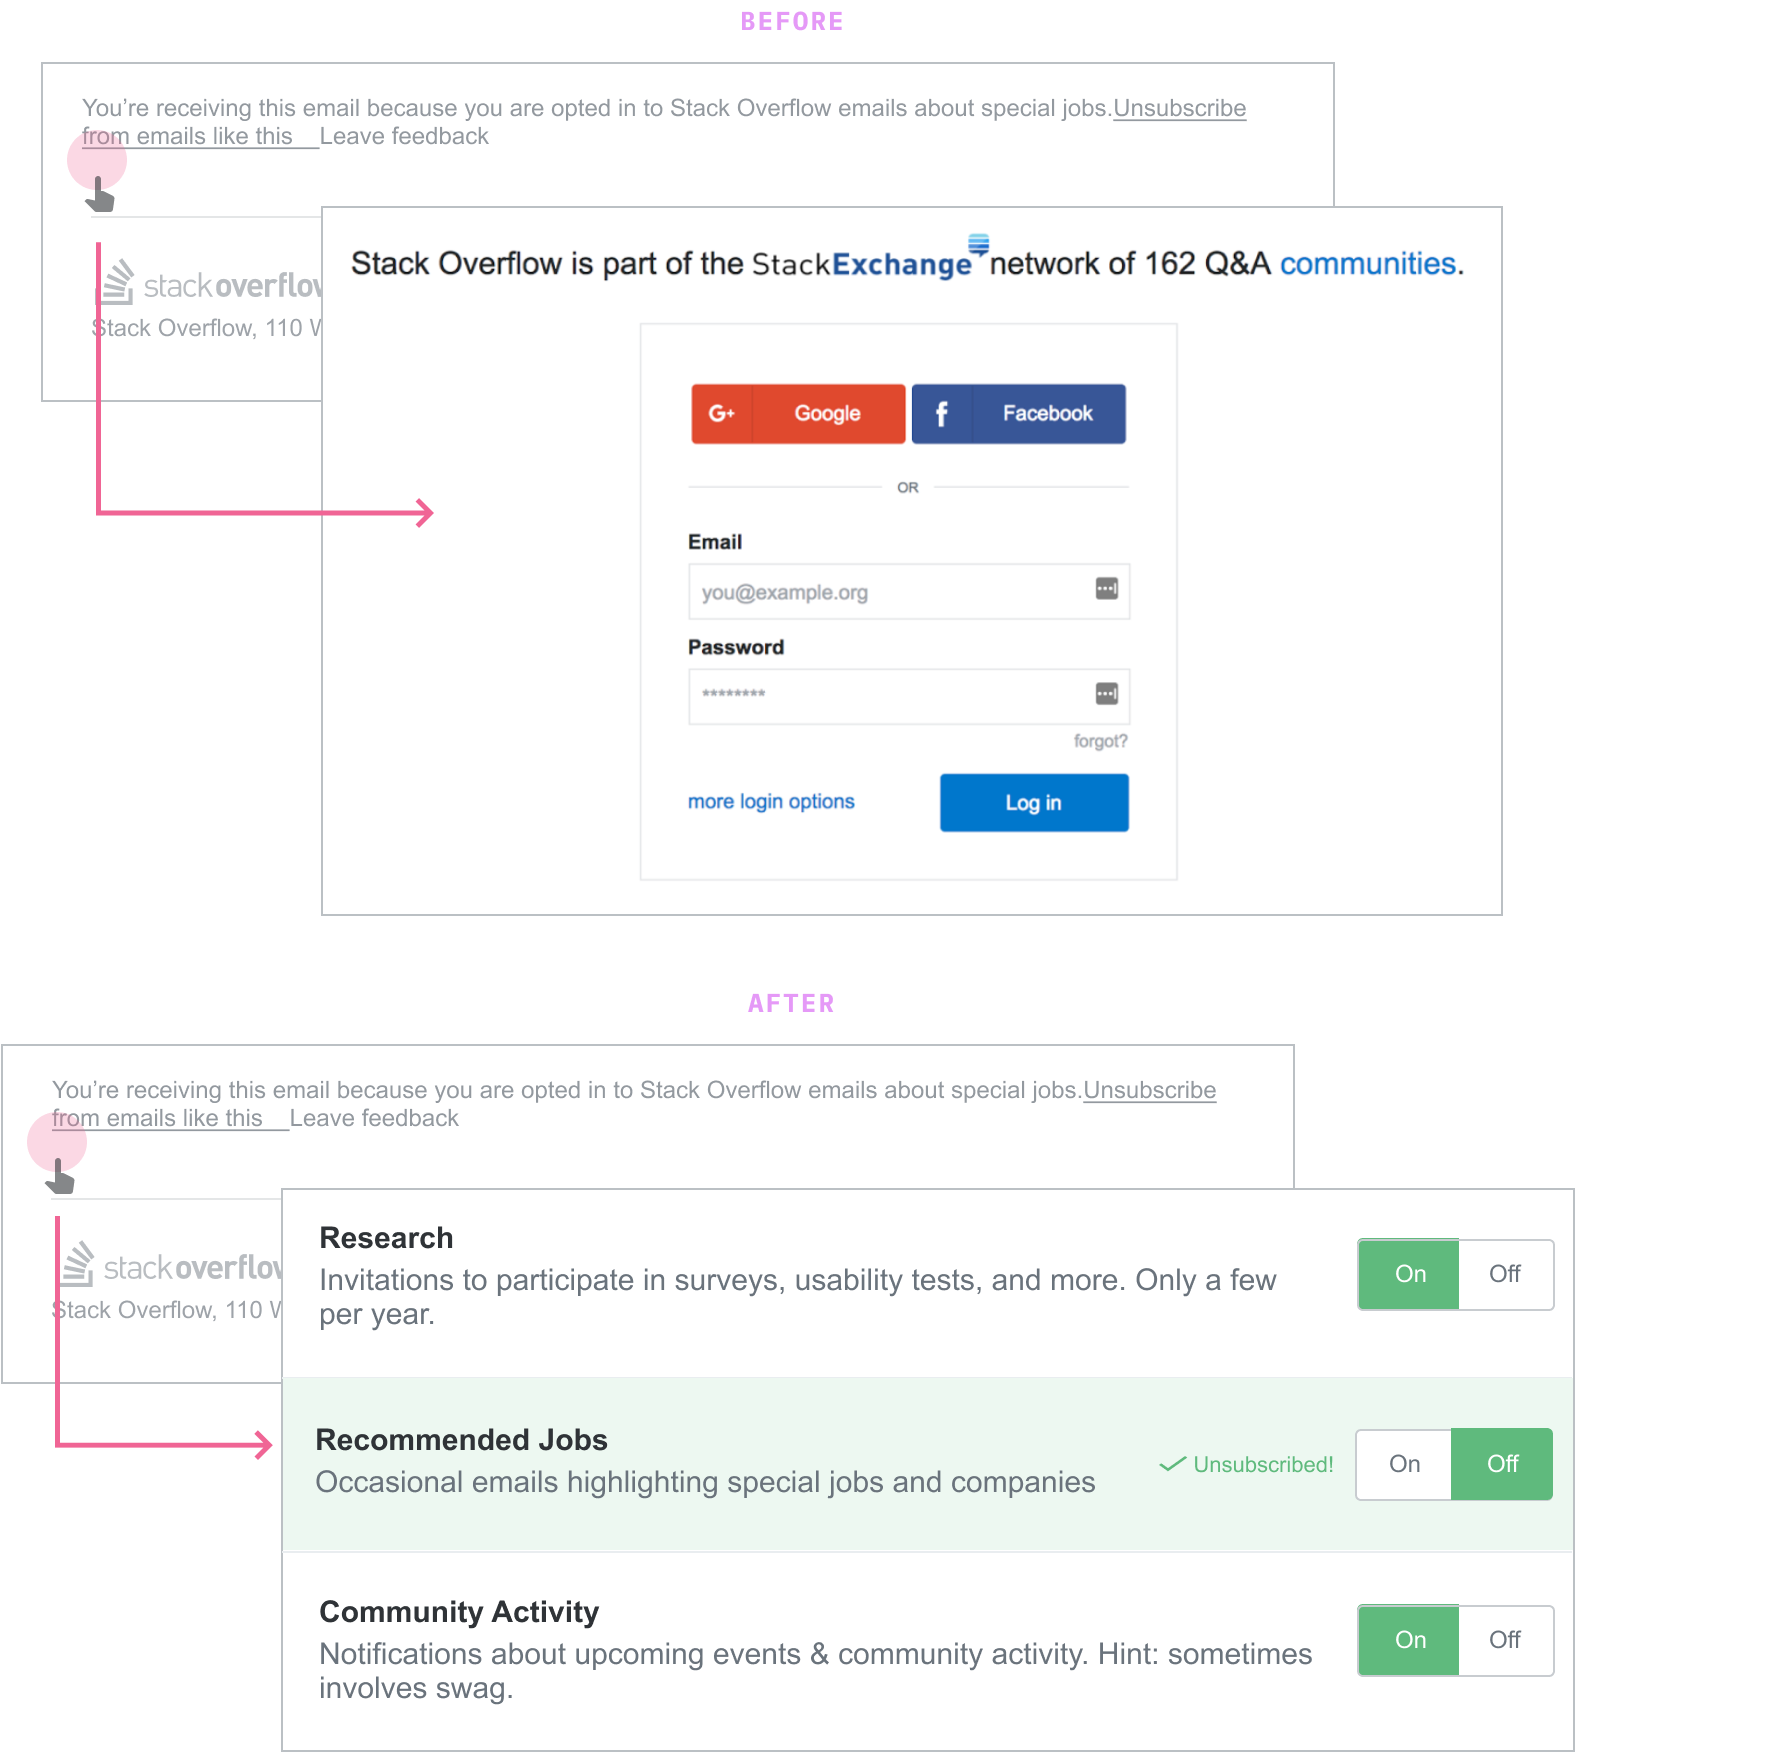 BEFORE
You’re receiving this email because you are opted in to Stack Overflow emails about special jobs.Unsubscribe
from emails like this Leave feedback
stackoverflow
Stack Overflow, 110 W
Stack Overflow is part of the StackExchange network of 162 Q&A communities.
G+ Google f Facebook
OR
Email
you@example.org
Password
********
forgot?
more login options Log in
AFTER
You’re receiving this email because you are opted in to Stack Overflow emails about special jobs.Unsubscribe
from emails like this Leave feedback
stackoverflow
Stack Overflow, 110 W
Research
Invitations to participate in surveys, usability tests, and more. Only a few
per year.
On Off
Recommended Jobs
Occasional emails highlighting special jobs and companies
Unsubscribed! On Off
Community Activity
Notifications about upcoming events & community activity. Hint: sometimes
involves swag.
On Off